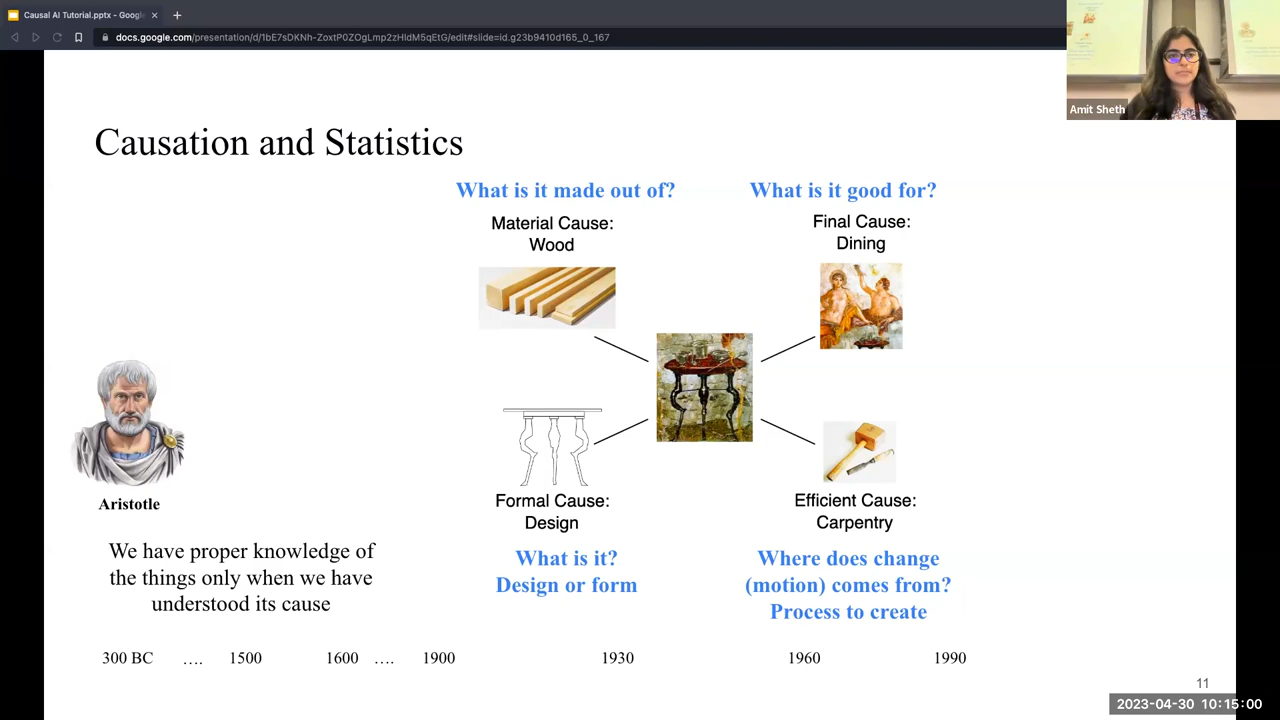 Causal AI Tutorial.pptx - Google
docs.google.com/presentation/d/1bE7sDKNh-ZoxtP0ZOgLmp2zHIdM5qEtG/edit#slide=id.g23b9410d165_0_167
Amit Sheth
Causation and Statistics
What is it made out of?
What is it good for?
Material Cause:
Wood
Final Cause:
Dining
Aristotle
We have proper knowledge of
the things only when we have
understood its cause
Formal Cause:
Design
Efficient Cause:
Carpentry
What is it?
Design or form
Where does change
(motion) comes from?
Process to create
300 BC …. 1500 1600 …. 1900 1930 1960 1990
11
2023-04-30 10:15:00